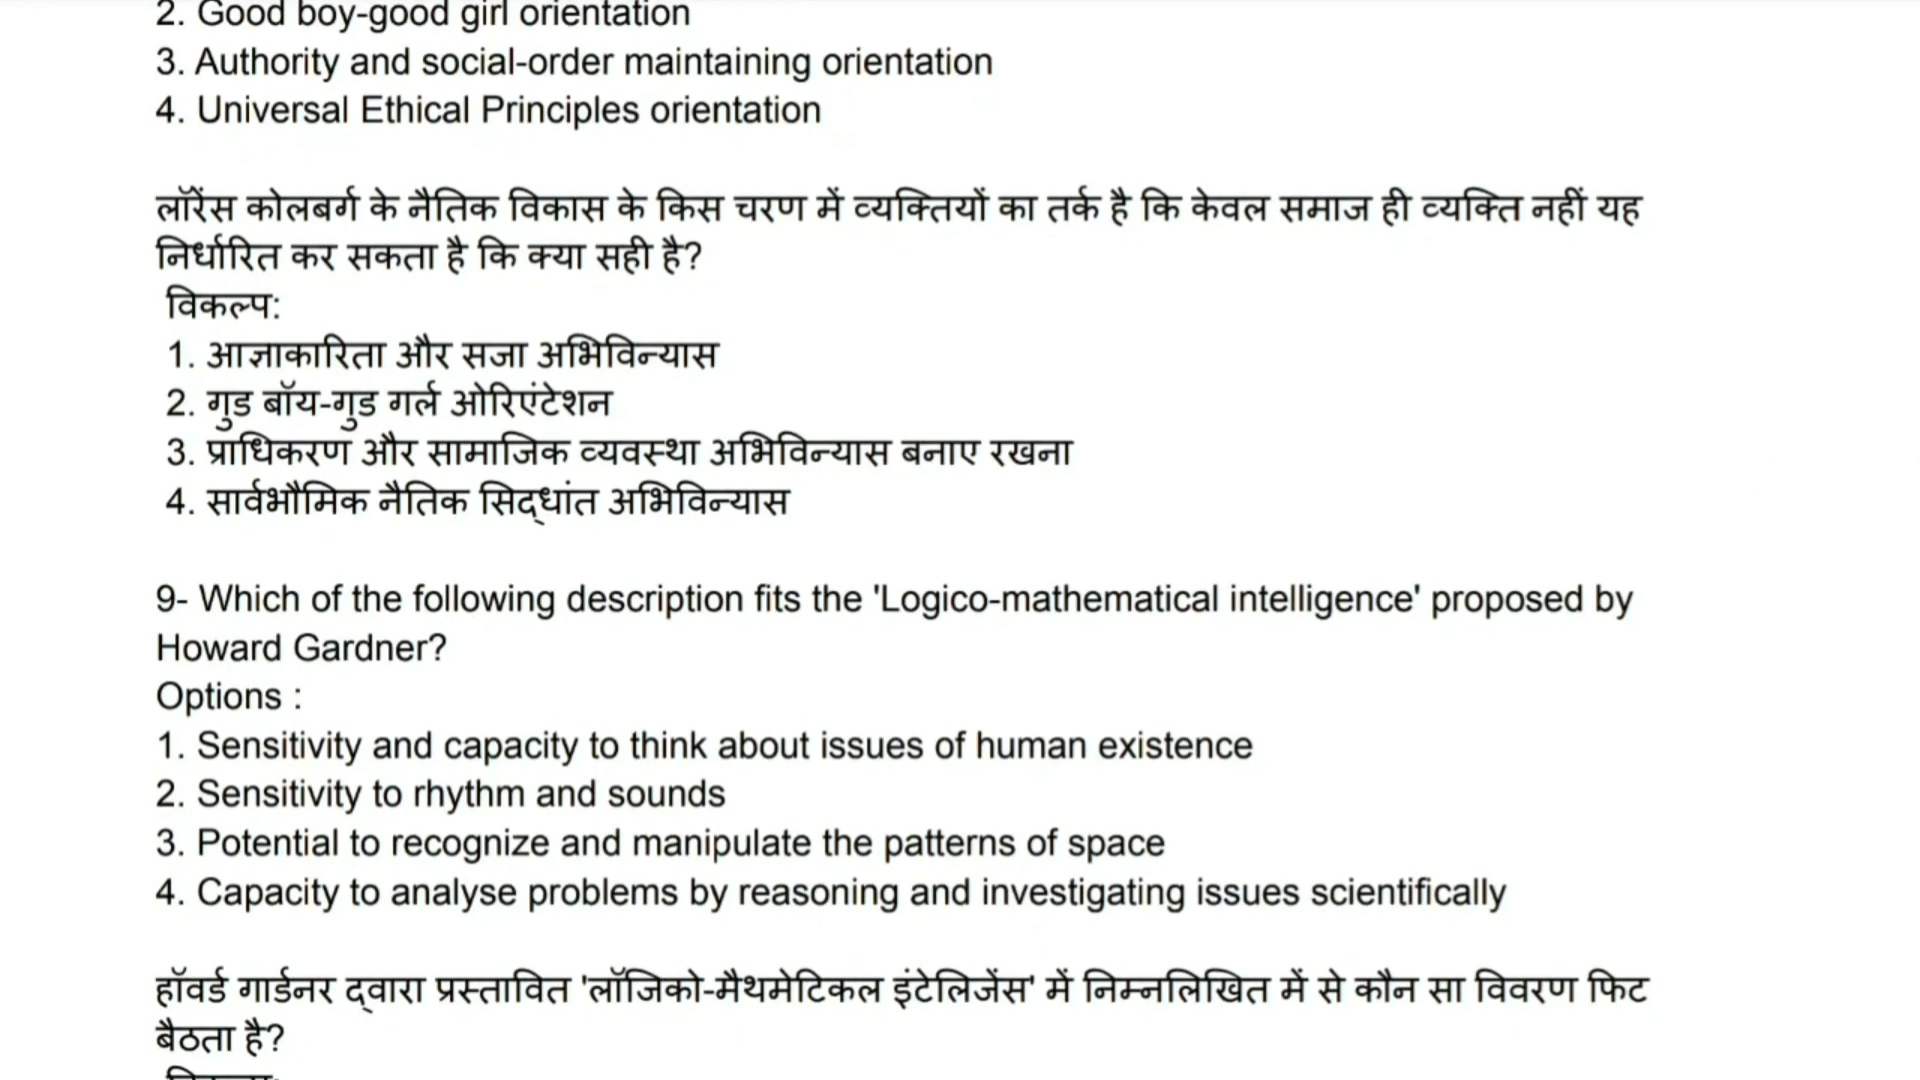 2. Good boy-good girl orientation
3. Authority and social-order maintaining orientation
4. Universal Ethical Principles orientation
लॉरेंस कोलबर्ग के नैतिक विकास के किस चरण में व्यक्तियों का तर्क है कि केवल समाज ही व्यक्ति नहीं यह
निर्धारित कर सकता है कि क्या सही है?
विकल्प:
1. आज्ञाकारिता और सजा अभिविन्यास
2. गुड बॉय-गुड गर्ल ओरिएंटेशन
3. प्राधिकरण और सामाजिक व्यवस्था अभिविन्यास बनाए रखना
4. सार्वभौमिक नैतिक सिद्धांत अभिविन्यास
9- Which of the following description fits the 'Logico-mathematical intelligence' proposed by
Howard Gardner?
Options :
1. Sensitivity and capacity to think about issues of human existence
2. Sensitivity to rhythm and sounds
3. Potential to recognize and manipulate the patterns of space
4. Capacity to analyse problems by reasoning and investigating issues scientifically
हॉवर्ड गार्डनर द्वारा प्रस्तावित 'लॉजिको-मैथमेटिकल इंटेलिजेंस' में निम्नलिखित में से कौन सा विवरण फिट
बैठता है?